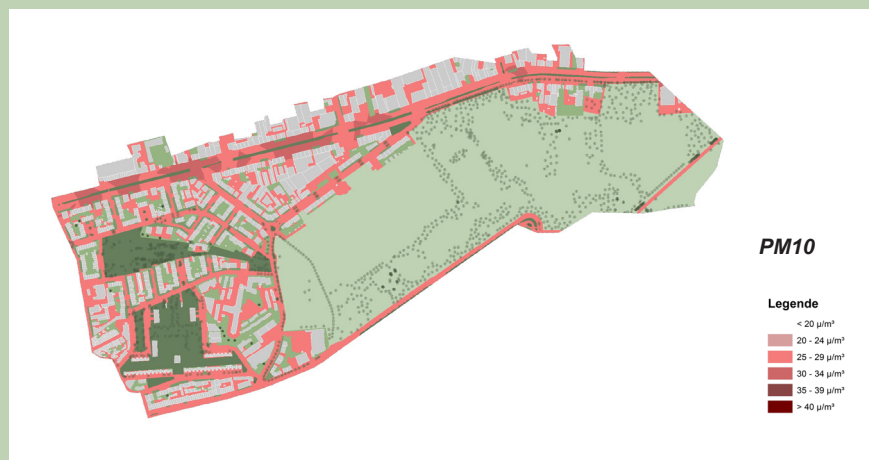 PM10
Legende
< 20 µ/m³
20 - 24 µ/m³
25 - 29 µ/m³
30 - 34 µ/m³
35 - 39 µ/m³
> 40 µ/m³